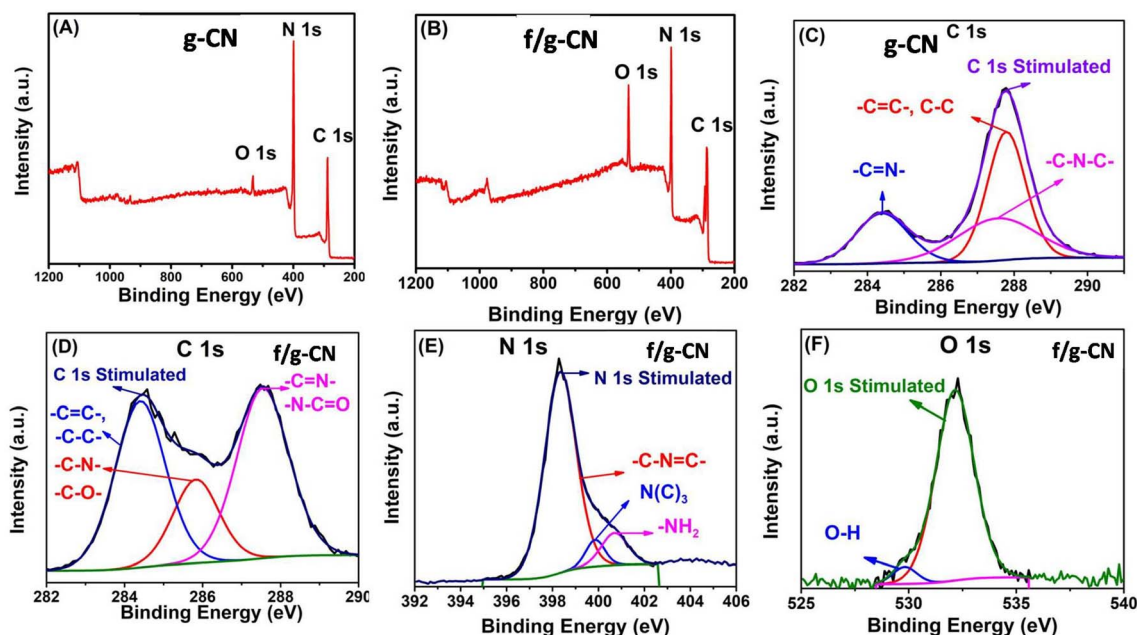 (A)
g-CN
N 1s
O 1s
C 1s
Intensity (a.u.)
1200 1000 800 600 400 200
Binding Energy (eV)
(B)
f/g-CN
N 1s
O 1s
C 1s
Intensity (a.u.)
1200 1000 800 600 400 200
Binding Energy (eV)
(C)
g-CN C 1s
C 1s Stimulated
-C=C-, C-C
-C-N-C-
-C=N-
Intensity (a.u.)
282 284 286 288 290
Binding Energy (eV)
(D)
C 1s
f/g-CN
C 1s Stimulated
-C=N-
-N-C=O
-C=C-,
-C-C-
-C-N-
-C-O-
Intensity (a.u.)
282 284 286 288 290
Binding Energy (eV)
(E)
N 1s
f/g-CN
N 1s Stimulated
-C-N=C-
N(C)3
-NH2
Intensity (a.u.)
392 394 396 398 400 402 404 406
Binding Energy (eV)
(F)
O 1s
f/g-CN
O 1s Stimulated
O-H
Intensity (a.u.)
525 530 535 540
Binding Energy (eV)